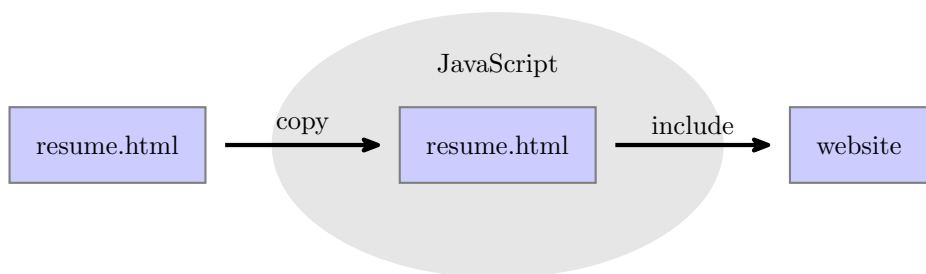 JavaScript
resume.html
copy
resume.html
include
website